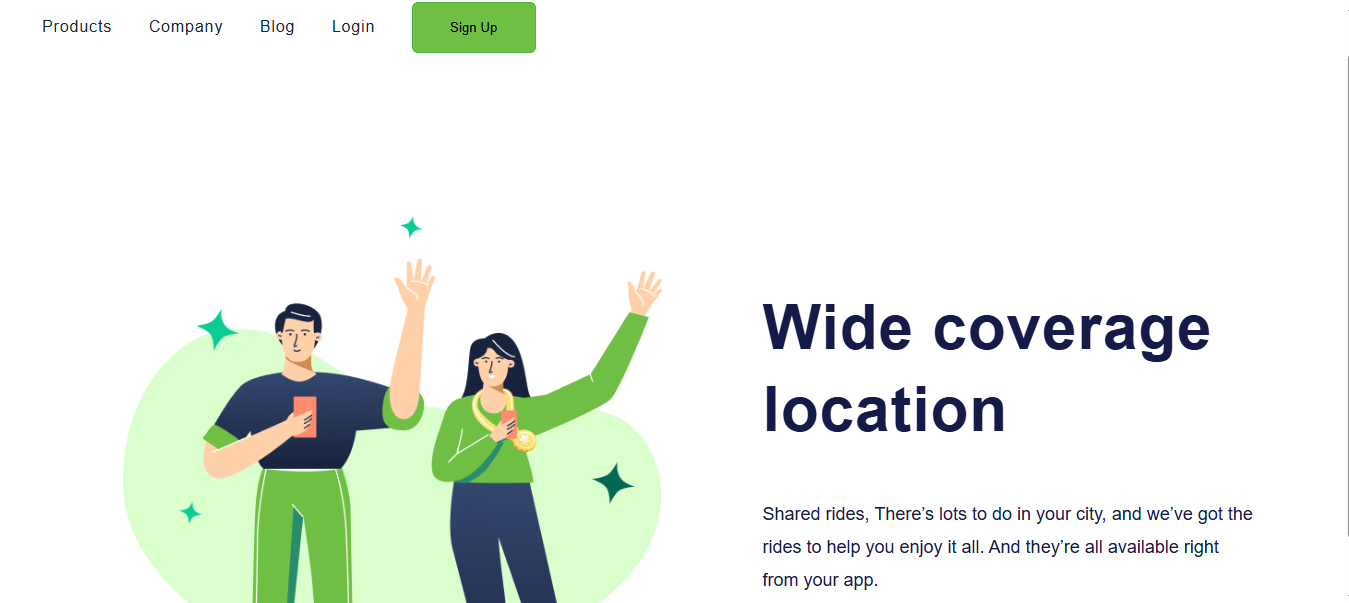 Products Company Blog Login Sign Up
Wide coverage
location
Shared rides, There’s lots to do in your city, and we’ve got the
rides to help you enjoy it all. And they’re all available right
from your app.